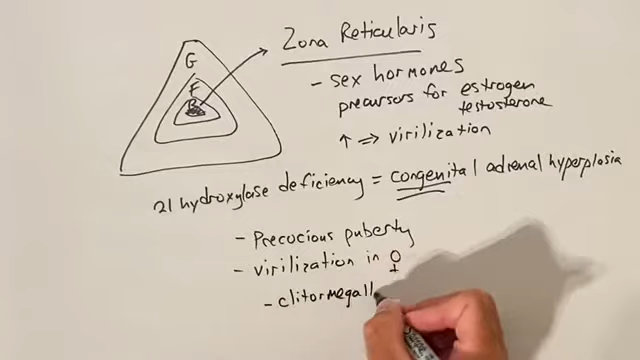 G
F
R
Zona Reticularis
- sex hormones
precursors for estrogen
testosterone
↑ ⇒ virilization
21 hydroxylase deficiency = congenital adrenal hyperplasia
- Precocious puberty
- virilization in ♀
- clitormegall